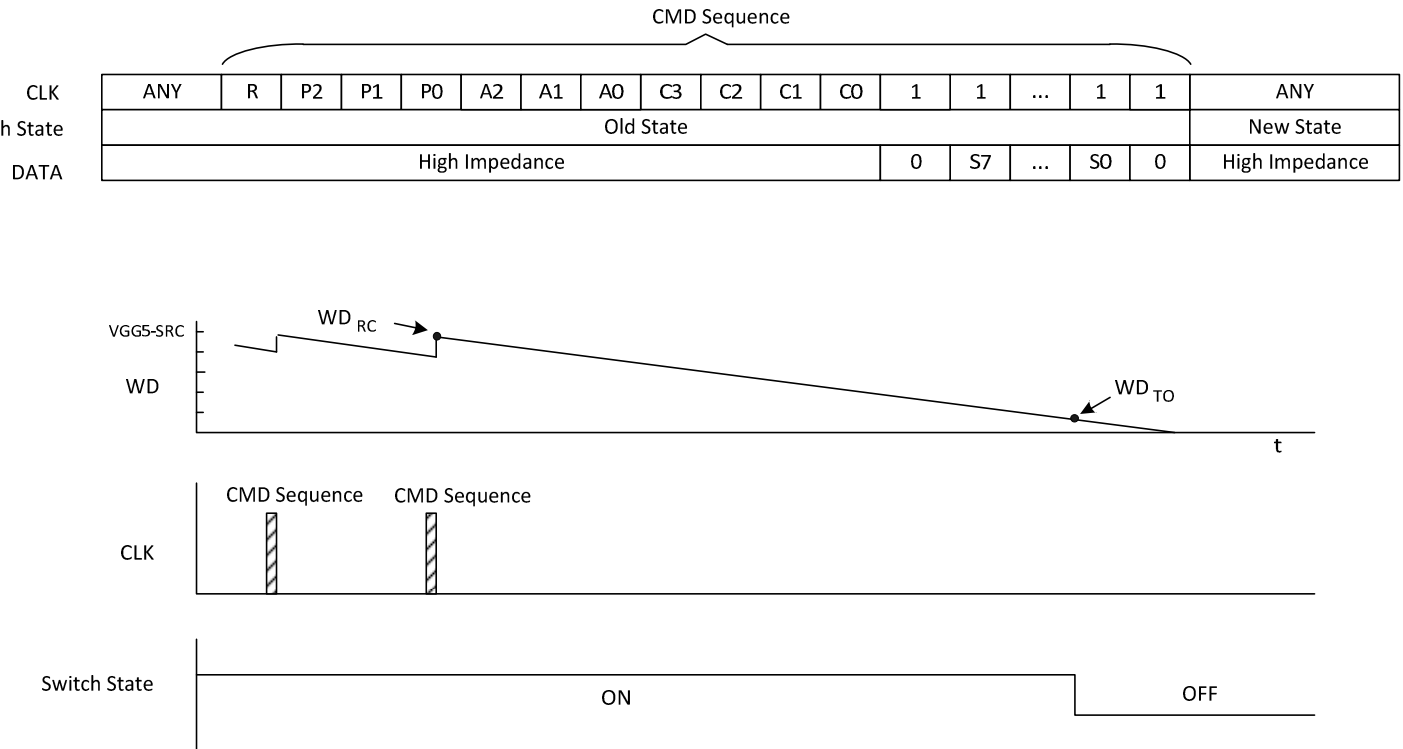 CMD Sequence
CLK ANY R P2 P1 P0 A2 A1 A0 C3 C2 C1 C0 1 1 ... 1 1 ANY
h State Old State New State
DATA High Impedance 0 S7 ... S0 0 High Impedance
VGG5-SRC
WD RC
WD
WD TO
t
CMD Sequence CMD Sequence
CLK
Switch State
ON
OFF